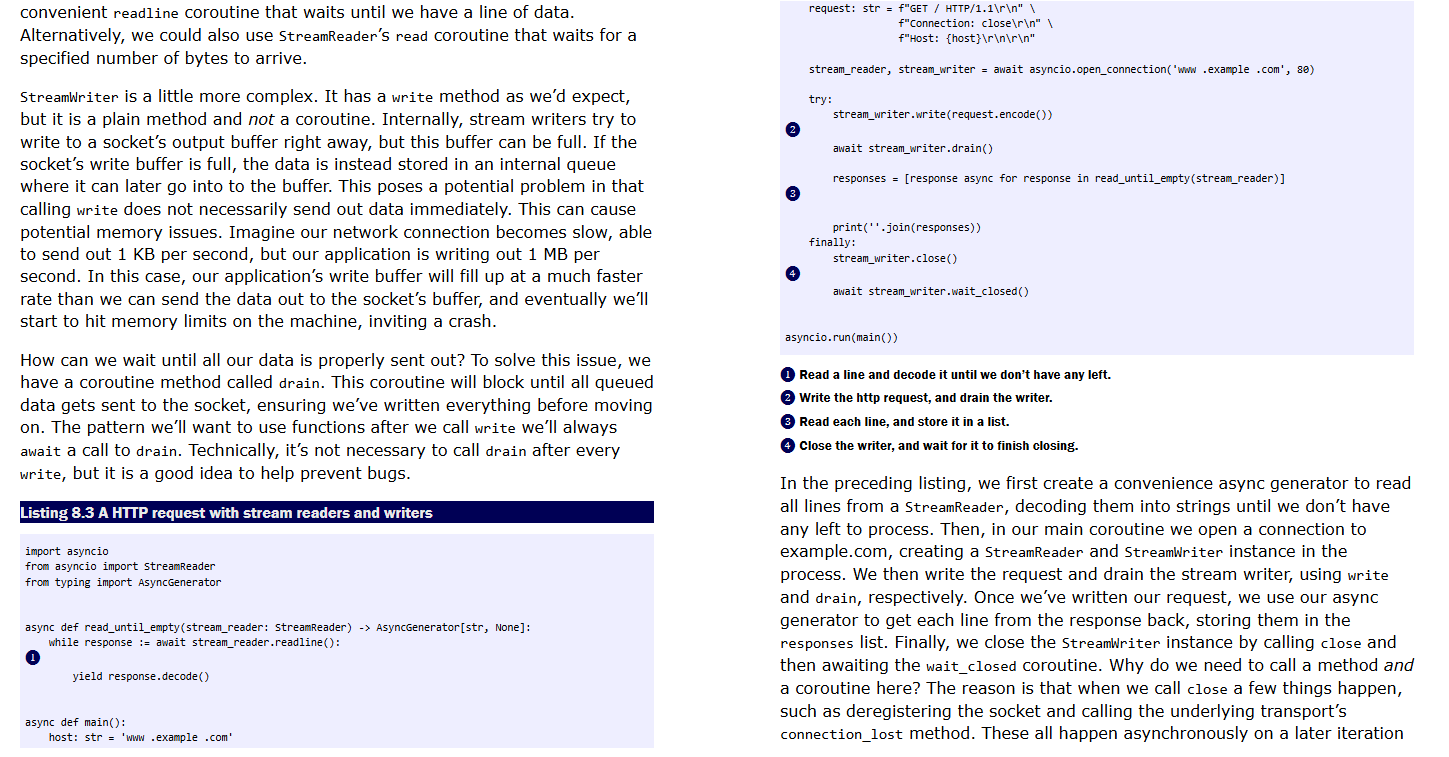 convenient readline coroutine that waits until we have a line of data.
Alternatively, we could also use StreamReader’s read coroutine that waits for a
specified number of bytes to arrive.
StreamWriter is a little more complex. It has a write method as we’d expect,
but it is a plain method and not a coroutine. Internally, stream writers try to
write to a socket’s output buffer right away, but this buffer can be full. If the
socket’s write buffer is full, the data is instead stored in an internal queue
where it can later go into to the buffer. This poses a potential problem in that
calling write does not necessarily send out data immediately. This can cause
potential memory issues. Imagine our network connection becomes slow, able
to send out 1 KB per second, but our application is writing out 1 MB per
second. In this case, our application’s write buffer will fill up at a much faster
rate than we can send the data out to the socket’s buffer, and eventually we’ll
start to hit memory limits on the machine, inviting a crash.
How can we wait until all our data is properly sent out? To solve this issue, we
have a coroutine method called drain. This coroutine will block until all queued
data gets sent to the socket, ensuring we’ve written everything before moving
on. The pattern we’ll want to use functions after we call write we’ll always
await a call to drain. Technically, it’s not necessary to call drain after every
write, but it is a good idea to help prevent bugs.
Listing 8.3 A HTTP request with stream readers and writers
import asyncio
from asyncio import StreamReader
from typing import AsyncGenerator
async def read_until_empty(stream_reader: StreamReader) -> AsyncGenerator[str, None]:
while response := await stream_reader.readline():
1
yield response.decode()
async def main():
host: str = 'www .example .com'
request: str = f"GET / HTTP/1.1\r\n" \
f"Connection: close\r\n" \
f"Host: {host}\r\n\r\n"
stream_reader, stream_writer = await asyncio.open_connection('www .example .com', 80)
try:
stream_writer.write(request.encode())
2
await stream_writer.drain()
responses = [response async for response in read_until_empty(stream_reader)]
3
print(''.join(responses))
finally:
stream_writer.close()
4
await stream_writer.wait_closed()
asyncio.run(main())
1 Read a line and decode it until we don’t have any left.
2 Write the http request, and drain the writer.
3 Read each line, and store it in a list.
4 Close the writer, and wait for it to finish closing.
In the preceding listing, we first create a convenience async generator to read
all lines from a StreamReader, decoding them into strings until we don’t have
any left to process. Then, in our main coroutine we open a connection to
example.com, creating a StreamReader and StreamWriter instance in the
process. We then write the request and drain the stream writer, using write
and drain, respectively. Once we’ve written our request, we use our async
generator to get each line from the response back, storing them in the
responses list. Finally, we close the StreamWriter instance by calling close and
then awaiting the wait_closed coroutine. Why do we need to call a method and
a coroutine here? The reason is that when we call close a few things happen,
such as deregistering the socket and calling the underlying transport’s
connection_lost method. These all happen asynchronously on a later iteration